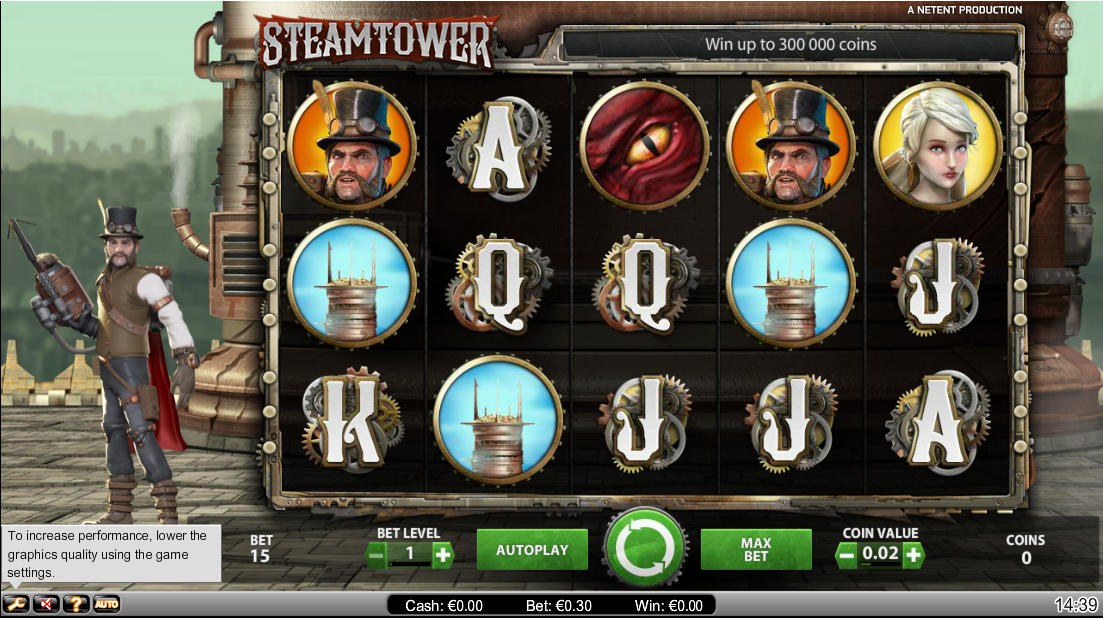 A NETENT PRODUCTION
STEAMTOWER
Win up to 300 000 coins
A
Q Q J
K J J A
To increase performance, lower the
graphics quality using the game
settings.
BET
15
BET LEVEL
1
AUTOPLAY
MAX
BET
COIN VALUE
0.02
COINS
0
AUTO
Cash: €0.00 Bet: €0.30 Win: €0.00
14:39